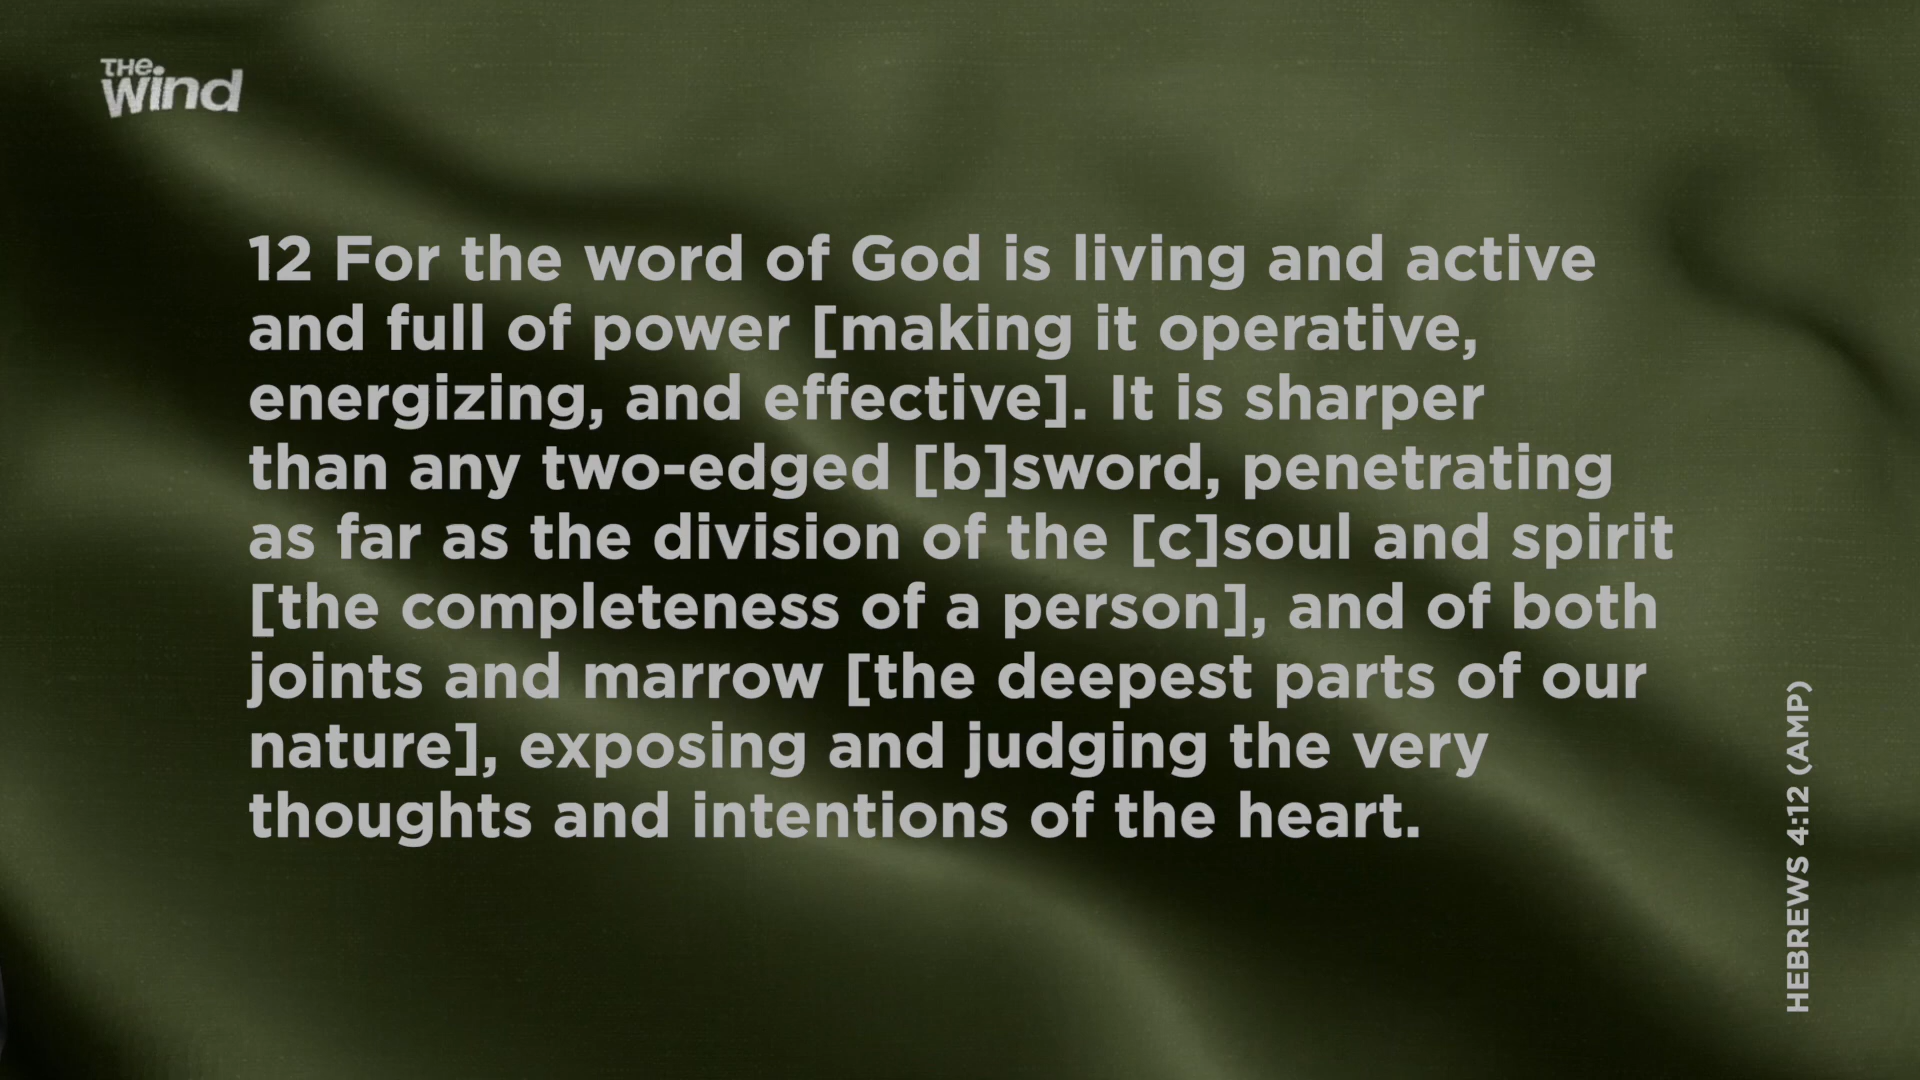 THe
wind
12 For the word of God is living and active
and full of power [making it operative,
energizing, and effective]. It is sharper
than any two-edged [b]sword, penetrating
as far as the division of the [c]soul and spirit
[the completeness of a person], and of both
joints and marrow [the deepest parts of our
nature], exposing and judging the very
thoughts and intentions of the heart.
HEBREWS 4:12 (AMP)